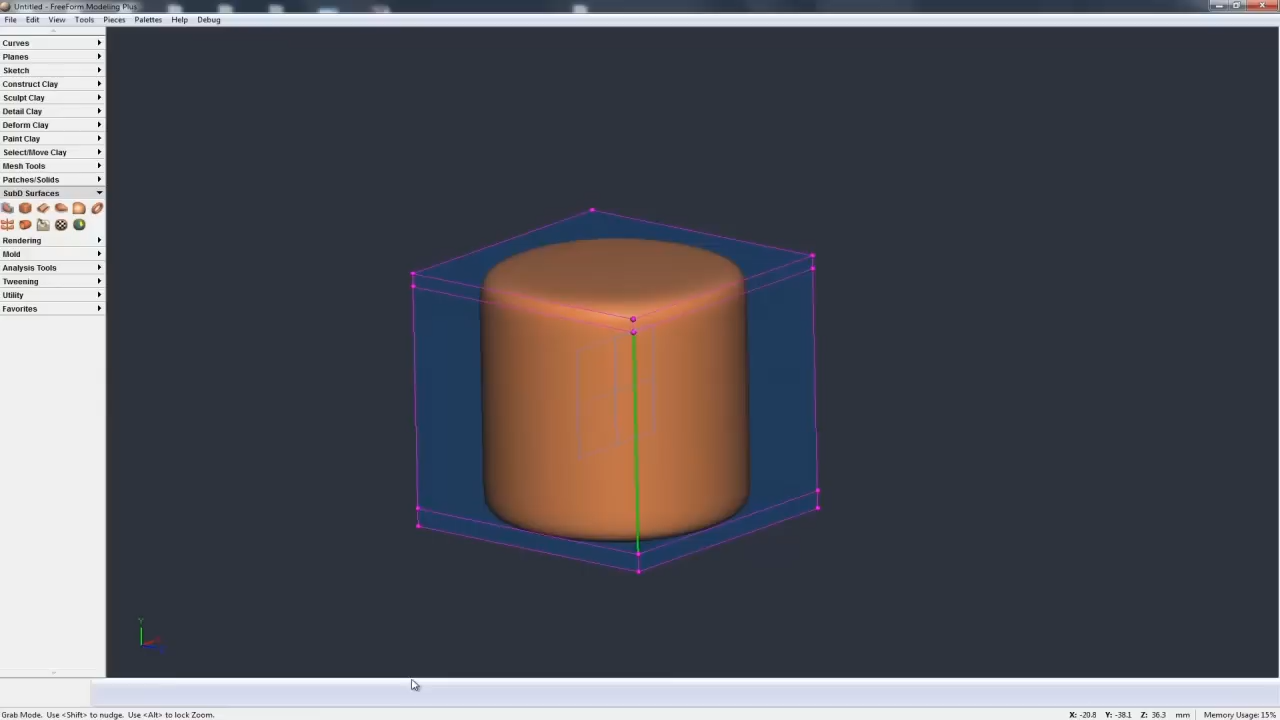 Untitled - FreeForm Modeling Plus
File Edit View Tools Pieces Palettes Help Debug
Curves
Planes
Sketch
Construct Clay
Sculpt Clay
Detail Clay
Deform Clay
Paint Clay
Select/Move Clay
Mesh Tools
Patches/Solids
SubD Surfaces
Rendering
Mold
Analysis Tools
Tweening
Utility
Favorites
Y
Grab Mode. Use <Shift> to nudge. Use <Alt> to lock Zoom.
X: -20.8 Y: -38.1 Z: 36.3 mm Memory Usage: 15%